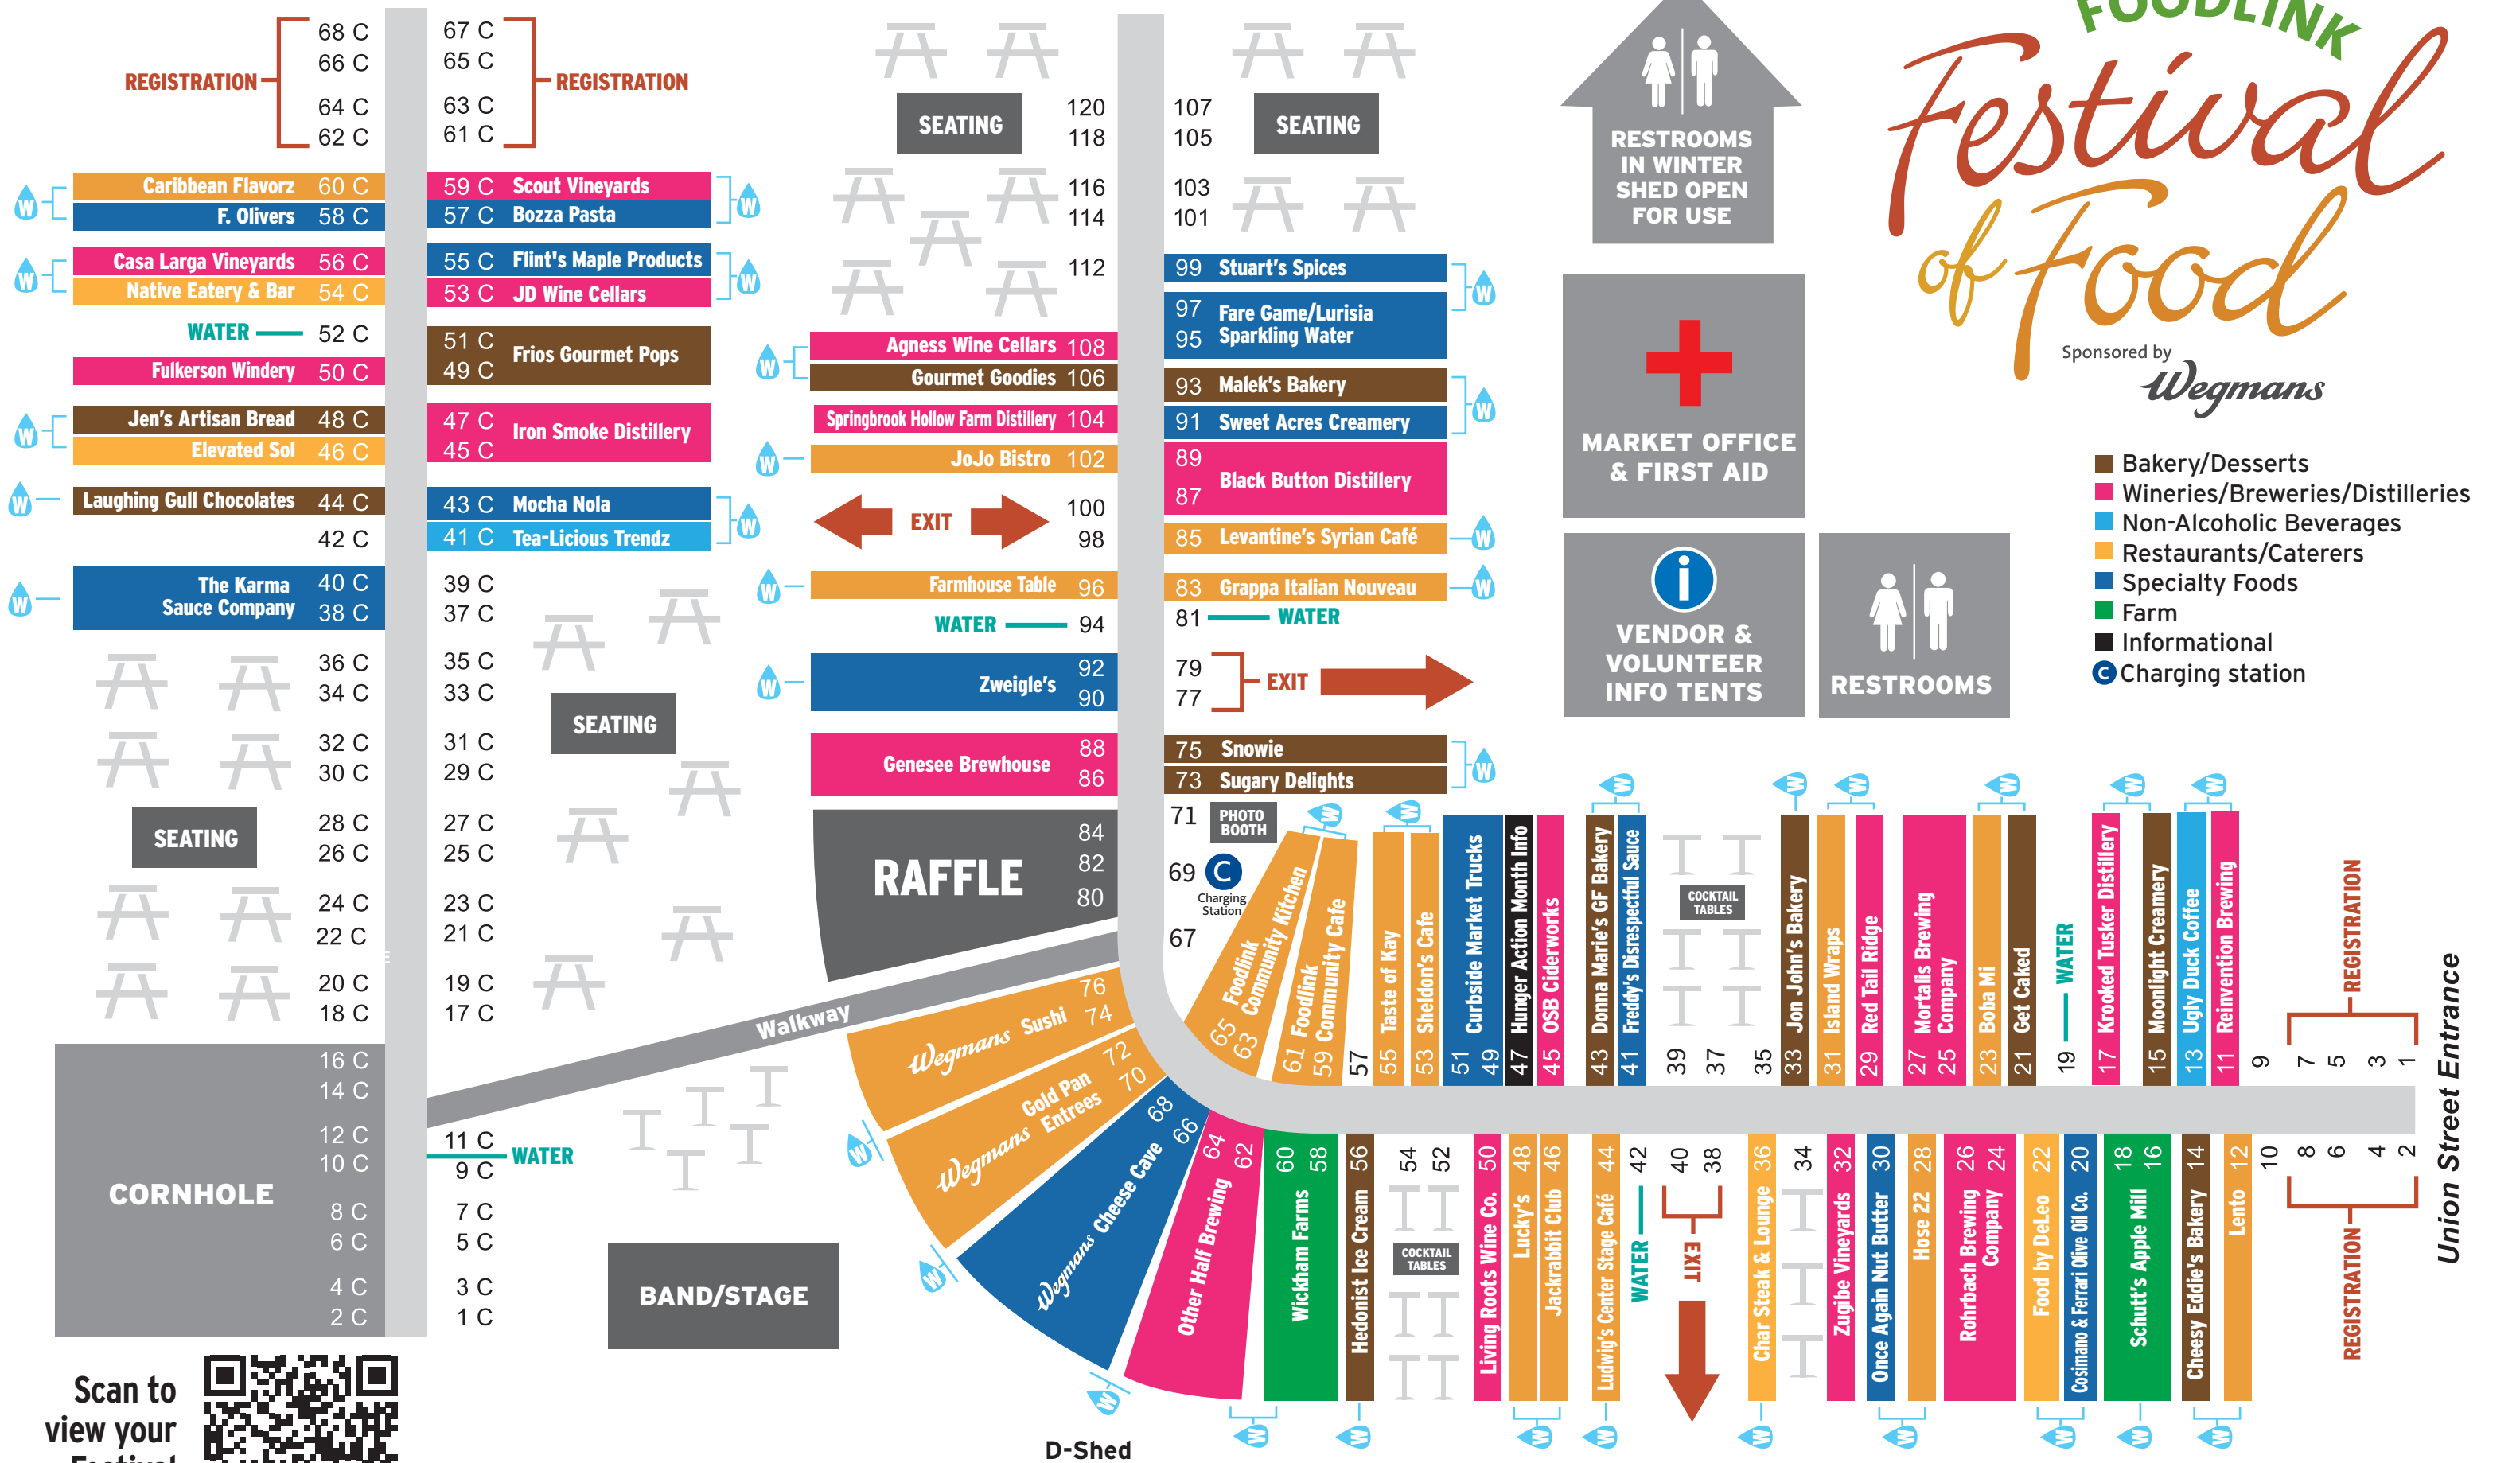 68 C
66 C
REGISTRATION
64 C
62 C
67 C
65 C
REGISTRATION
63 C
61 C
Caribbean Flavorz 60 C
F. Olivers 58 C
W
Casa Larga Vineyards 56 C
Native Eatery & Bar 54 C
W
WATER 52 C
Fulkerson Windery 50 C
Jen's Artisan Bread 48 C
Elevated Sol 46 C
W
Laughing Gull Chocolates 44 C
W
42 C
The Karma 40 C
Sauce Company 38 C
W
36 C
34 C
32 C
30 C
SEATING
28 C
26 C
24 C
22 C
20 C
18 C
16 C
14 C
12 C
10 C
CORNHOLE
8 C
6 C
4 C
2 C
59 C Scout Vineyards
57 C Bozza Pasta
W
55 C Flint's Maple Products
53 C JD Wine Cellars
W
51 C
Frios Gourmet Pops
49 C
47 C
Iron Smoke Distillery
45 C
43 C Mocha Nola
41 C Tea-Licious Trendz
W
39 C
37 C
35 C
33 C
SEATING
31 C
29 C
27 C
25 C
23 C
21 C
19 C
17 C
Walkway
11 C
WATER
9 C
7 C
5 C
3 C
1 C
BAND/STAGE
Scan to
view your
SEATING
120
118
116
114
112
Agness Wine Cellars 108
Gourmet Goodies 106
W
Springbrook Hollow Farm Distillery 104
JoJo Bistro 102
W
100
EXIT
98
Farmhouse Table 96
W
WATER 94
92
Zweigle's
90
W
88
Genesee Brewhouse
86
84
82
RAFFLE
80
107
105
SEATING
103
101
99 Stuart's Spices
97 Fare Game/Lurisia
95 Sparkling Water
W
93 Malek's Bakery
91 Sweet Acres Creamery
W
89
Black Button Distillery
87
85 Levantine's Syrian Café
W
83 Grappa Italian Nouveau
W
81 WATER
79
EXIT
77
75 Snowie
73 Sugary Delights
W
71 PHOTO
BOOTH
69 C
Charging
Station
67
76
Wegmans Sushi 74
W
72
Wegmans Gold Pan
Entrees 70
W
68
Wegmans Cheese Cave 66
W
64
Other Half Brewing 62
60
Wickham Farms
58
W
56 Hedonist Ice Cream
W
54
52
COCKTAIL
TABLES
50 Living Roots Wine Co.
48 Lucky's
46 Jackrabbit Club
W
44 Ludwig's Center Stage Café
W
42 WATER
40
EXIT
38
36 Char Steak & Lounge
W
34
32 Zugibe Vineyards
30 Once Again Nut Butter
28 Hose 22
W
26 Rohrbach Brewing
24 Company
22 Food by DeLeo
20 Cosimano & Ferrari Olive Oil Co.
W
18
Schutt's Apple Mill
16
W
14 Cheesy Eddie's Bakery
12 Lento
W
10
8
6
4
2
REGISTRATION
D-Shed
65 Foodlink
63 Community Kitchen
61 Foodlink
59 Community Cafe
W
57
55 Taste of Kay
53 Sheldon's Cafe
W
51
Curbside Market Trucks
49
47 Hunger Action Month Info
45 OSB Ciderworks
43 Donna Marie's GF Bakery
41 Freddy's Disrespectful Sauce
W
39
37
35
COCKTAIL
TABLES
33 Jon John's Bakery
W
31 Island Wraps
29 Red Tail Ridge
W
27 Mortalis Brewing
25 Company
23 Boba Mi
21 Get Caked
W
19 WATER
17 Krooked Tusker Distillery
15 Moonlight Creamery
W
13 Ugly Duck Coffee
11 Reinvention Brewing
W
9
7
5
3
1
REGISTRATION
Union Street Entrance
RESTROOMS
IN WINTER
SHED OPEN
FOR USE
MARKET OFFICE
& FIRST AID
i
VENDOR &
VOLUNTEER
INFO TENTS
RESTROOMS
FOODLINK
Festival
of Food
Sponsored by
Wegmans
Bakery/Desserts
Wineries/Breweries/Distilleries
Non-Alcoholic Beverages
Restaurants/Caterers
Specialty Foods
Farm
Informational
C Charging station